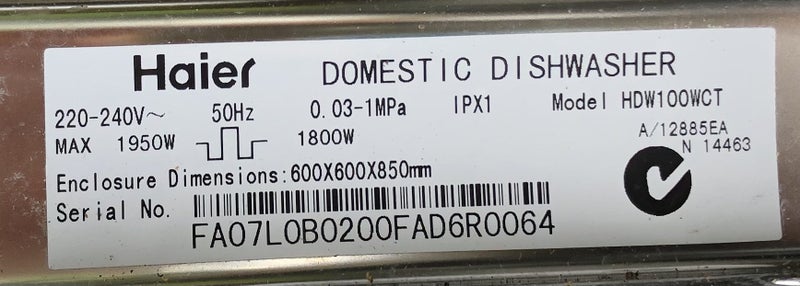 Haier DOMESTIC DISHWASHER
220-240V~ 50Hz 0.03-1MPa IPX1 Model HDW100WCT
MAX 1950W 1800W A/12885EA
N 14463
Enclosure Dimensions:600X600X850mm
Serial No.
FA07L0B0200FAD6R0064